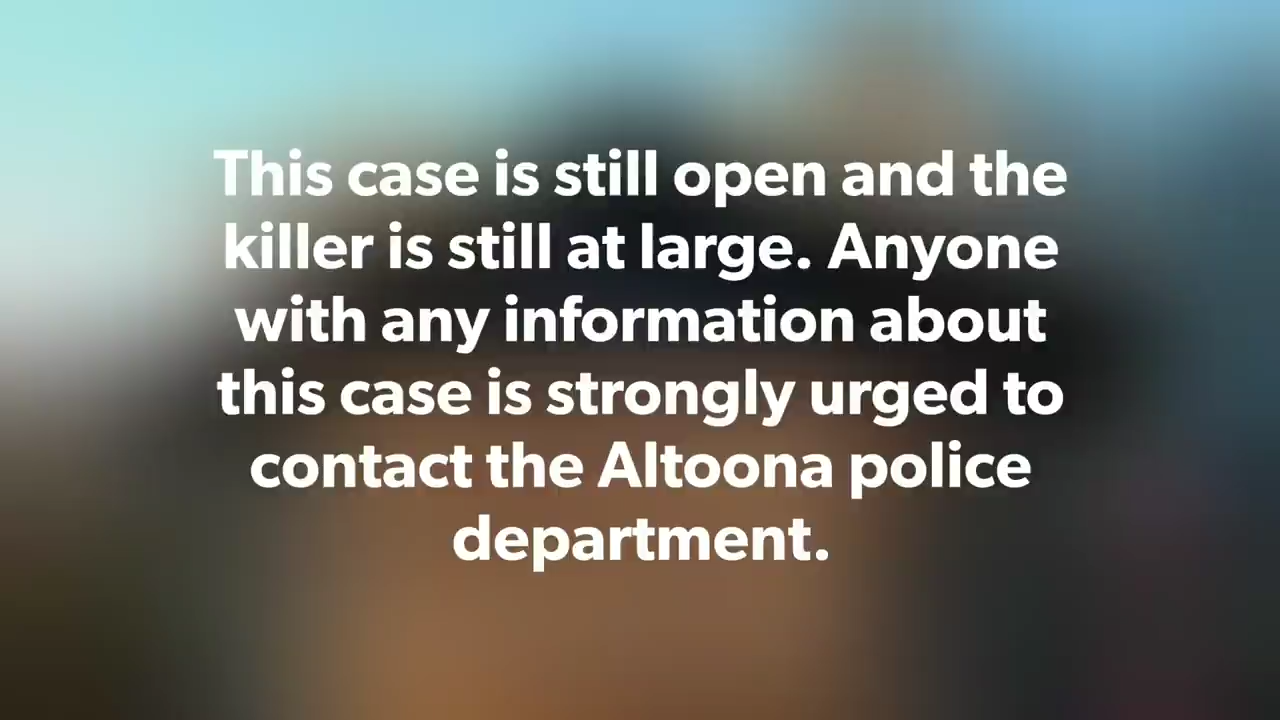 This case is still open and the
killer is still at large. Anyone
with any information about
this case is strongly urged to
contact the Altoona police
department.